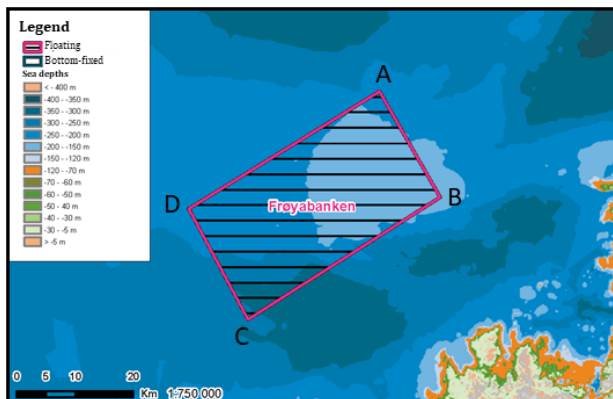 Legend
Floating
Bottom-fixed
Sea depths
< - 400 m
-400 - -350 m
-350 - -300 m
-300 - -250 m
-250 - -200 m
-200 - -150 m
-150 - -120 m
-120 - -70 m
-70 - -60 m
-60 - -50 m
-50 - 40 m
-40 - -30 m
-30 - -5 m
> -5 m
A
B
D
Frøyabanken
C
0 5 10 20
Km 1:750 000